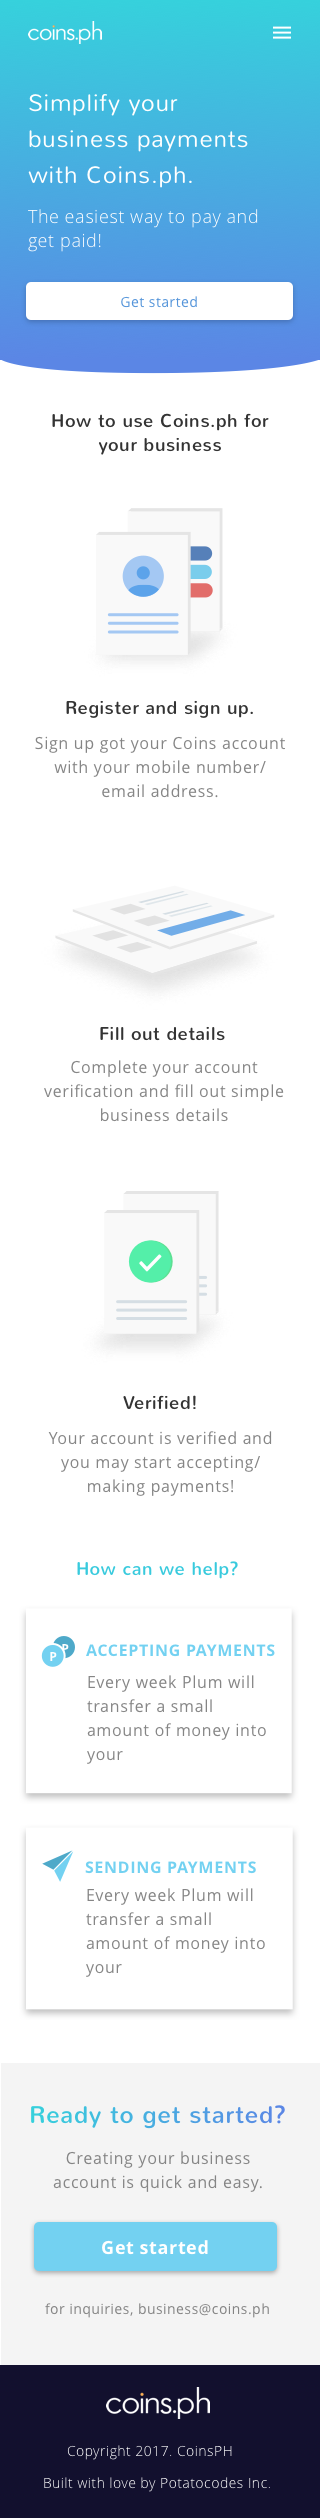 coins.ph
Simplify your
business payments
with Coins.ph.
The easiest way to pay and
get paid!
Get started
How to use Coins.ph for
your business
Register and sign up.
Sign up got your Coins account
with your mobile number/
email address.
Fill out details
Complete your account
verification and fill out simple
business details
Verified!
Your account is verified and
you may start accepting/
making payments!
How can we help?
P P
ACCEPTING PAYMENTS
Every week Plum will
transfer a small
amount of money into
your
SENDING PAYMENTS
Every week Plum will
transfer a small
amount of money into
your
Ready to get started?
Creating your business
account is quick and easy.
Get started
for inquiries, business@coins.ph
coins.ph
Copyright 2017. CoinsPH
Built with love by Potatocodes Inc.